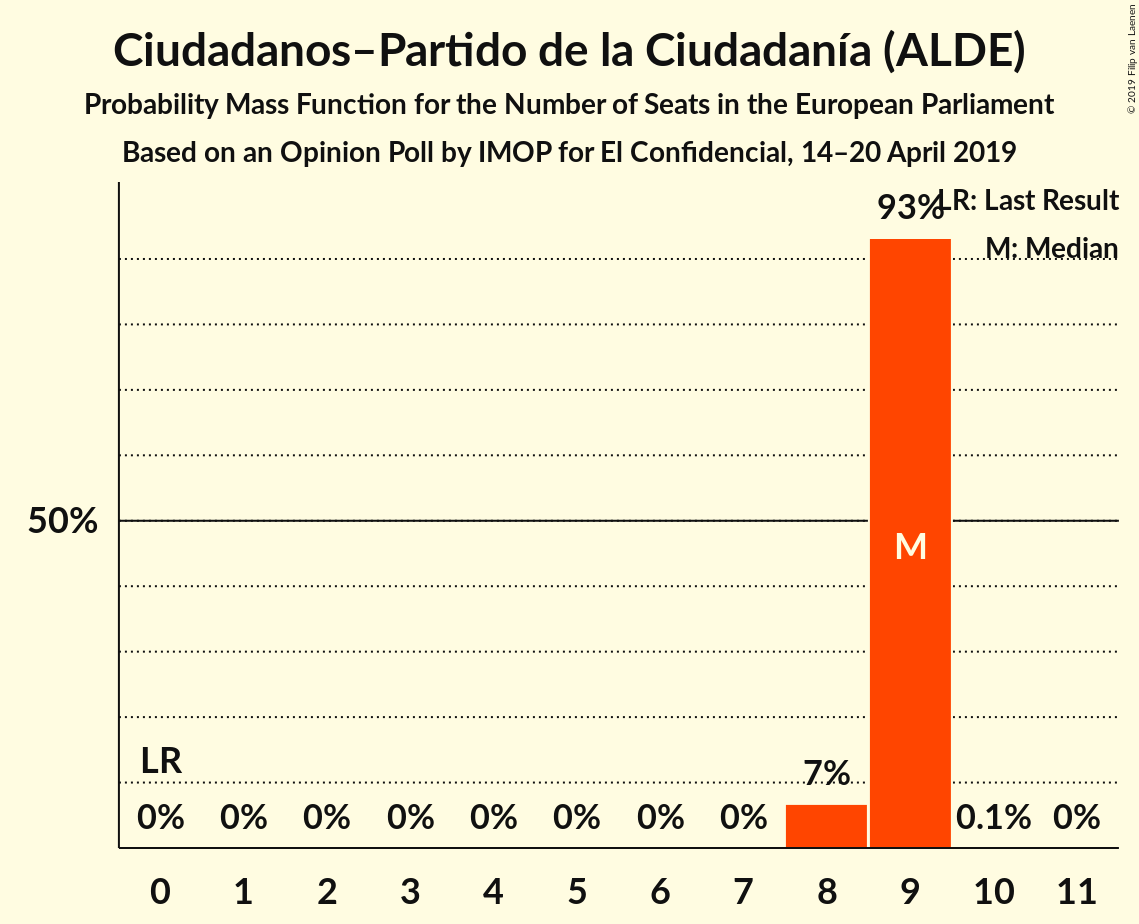 Ciudadanos–Partido de la Ciudadanía (ALDE)
Probability Mass Function for the Number of Seats in the European Parliament
Based on an Opinion Poll by IMOP for El Confidencial, 14–20 April 2019
© 2019 Filip van Laenen
LR: Last Result
M: Median
93%
50%
M
LR
7%
0% 0% 0% 0% 0% 0% 0% 0% 0.1% 0%
0 1 2 3 4 5 6 7 8 9 10 11